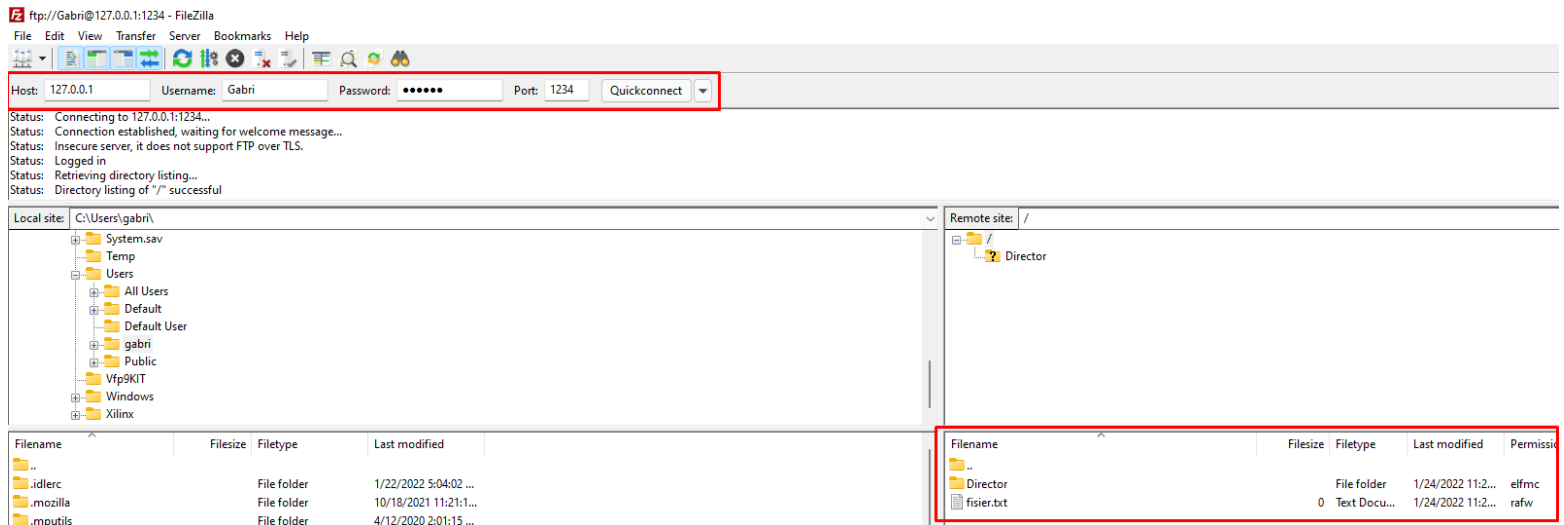 ftp://Gabri@127.0.0.1:1234 - FileZilla
File Edit View Transfer Server Bookmarks Help
Host: 127.0.0.1 Username: Gabri Password: ●●●●●● Port: 1234 Quickconnect
Status: Connecting to 127.0.0.1:1234...
Status: Connection established, waiting for welcome message...
Status: Insecure server, it does not support FTP over TLS.
Status: Logged in
Status: Retrieving directory listing...
Status: Directory listing of "/" successful
Local site: C:\Users\gabri\
System.sav
Temp
Users
All Users
Default
Default User
gabri
Public
Vfp9KIT
Windows
Xilinx
Remote site: /
/
Director
Filename Filesize Filetype Last modified
..
.idlerc File folder 1/22/2022 5:04:02 ...
.mozilla File folder 10/18/2021 11:21:1...
.mputils File folder 4/12/2020 2:01:15 ...
Filename Filesize Filetype Last modified Permissio
..
Director File folder 1/24/2022 11:2... elfmc
fisier.txt 0 Text Docu... 1/24/2022 11:2... rafw